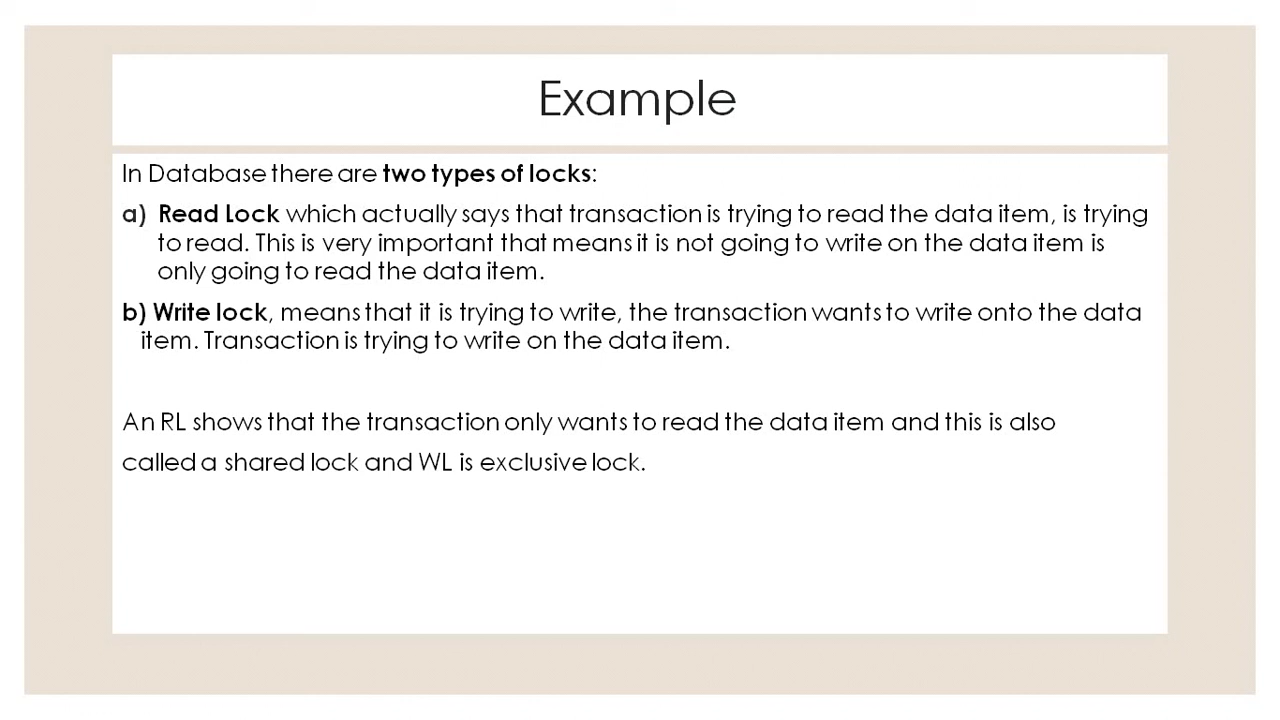 Example
In Database there are two types of locks:
a) Read Lock which actually says that transaction is trying to read the data item, is trying
to read. This is very important that means it is not going to write on the data item is
only going to read the data item.
b) Write lock, means that it is trying to write, the transaction wants to write onto the data
item. Transaction is trying to write on the data item.
An RL shows that the transaction only wants to read the data item and this is also
called a shared lock and WL is exclusive lock.